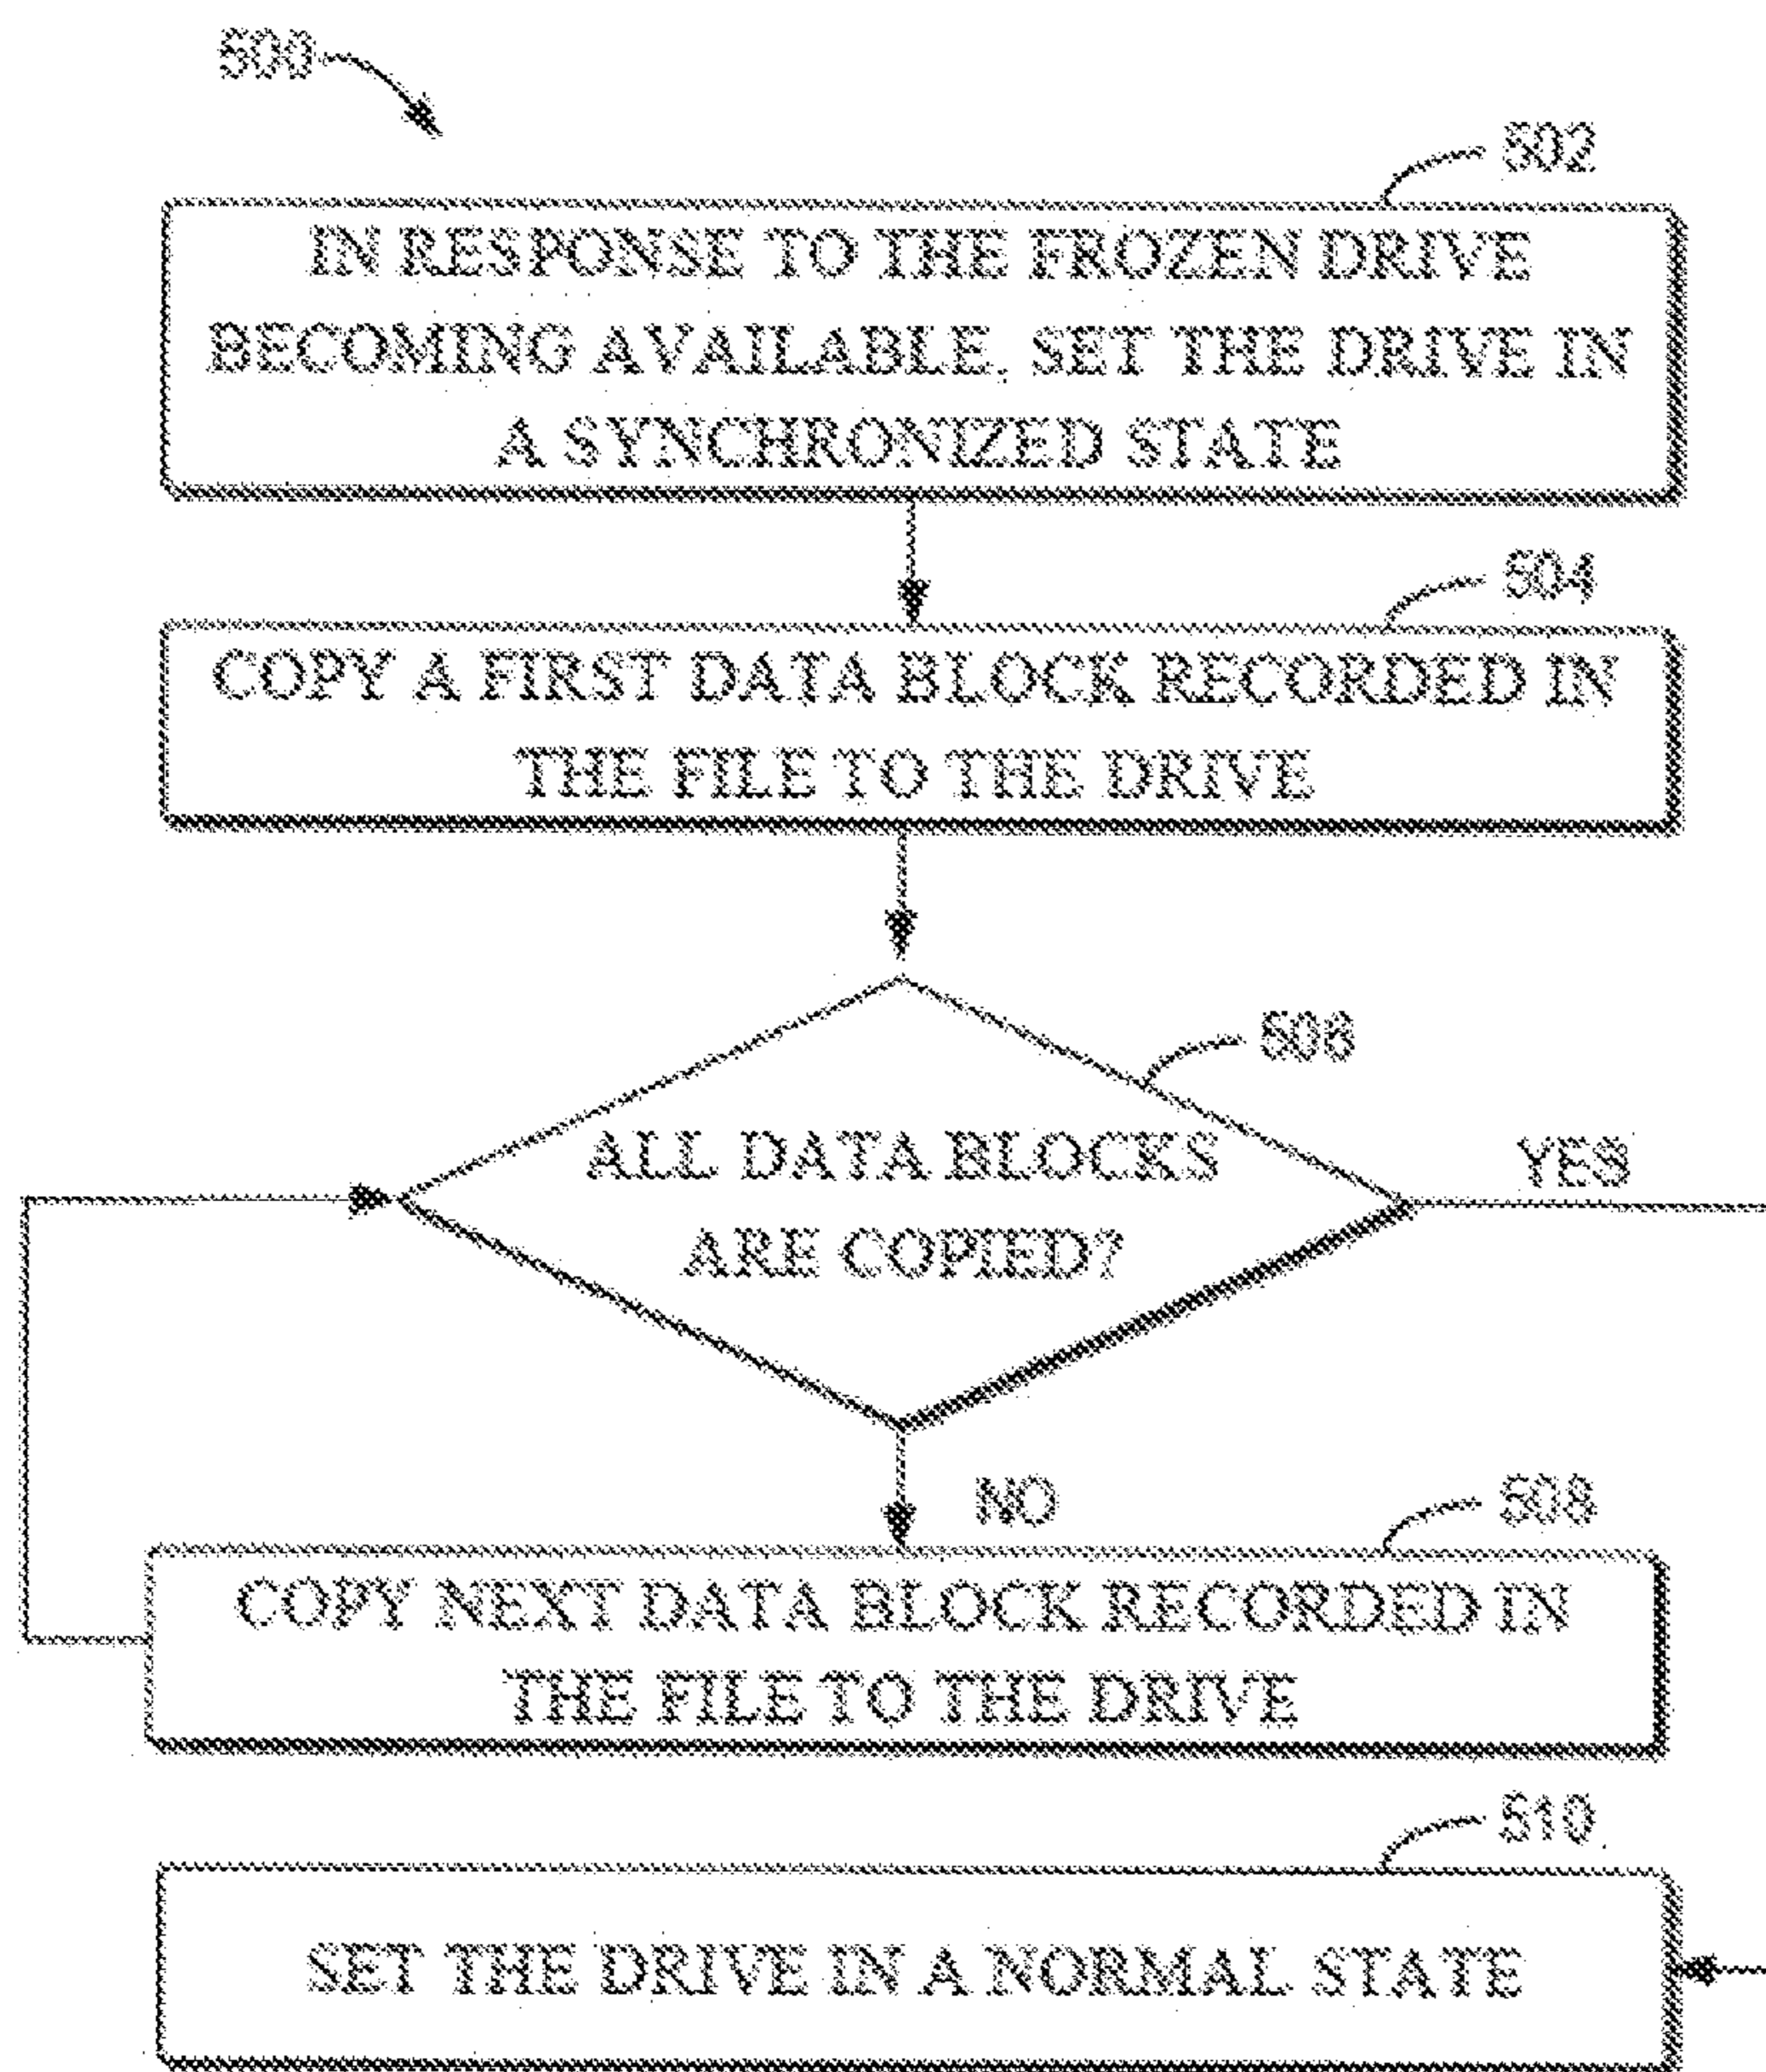 500
502
IN RESPONSE TO THE FROZEN DRIVE
BECOMING AVAILABLE, SET THE DRIVE IN
A SYNCHRONIZED STATE
504
COPY A FIRST DATA BLOCK RECORDED IN
THE FILE TO THE DRIVE
506
ALL DATA BLOCKS
ARE COPIED?
YES
NO
508
COPY NEXT DATA BLOCK RECORDED IN
THE FILE TO THE DRIVE
510
SET THE DRIVE IN A NORMAL STATE